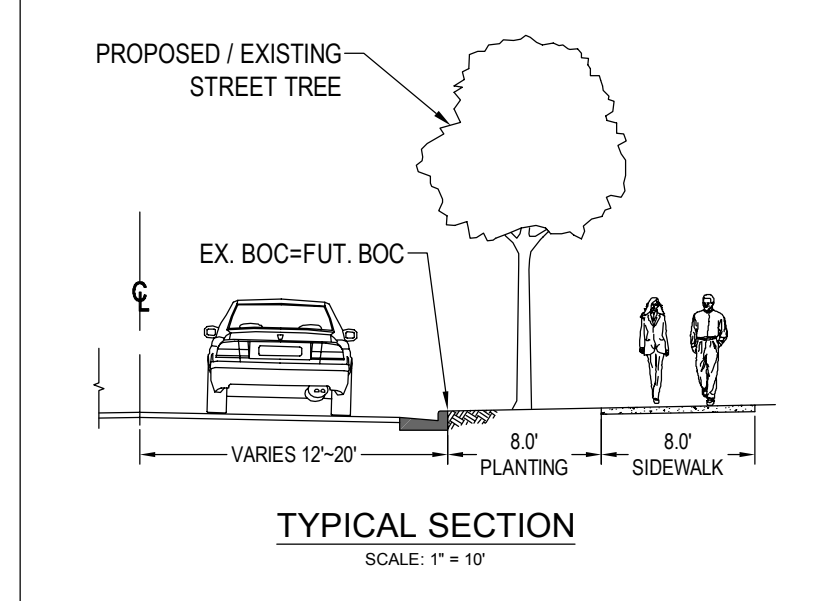 PROPOSED / EXISTING
STREET TREE
EX. BOC=FUT. BOC
℄
VARIES 12'~20'
8.0'
PLANTING
8.0'
SIDEWALK
TYPICAL SECTION
SCALE: 1" = 10'